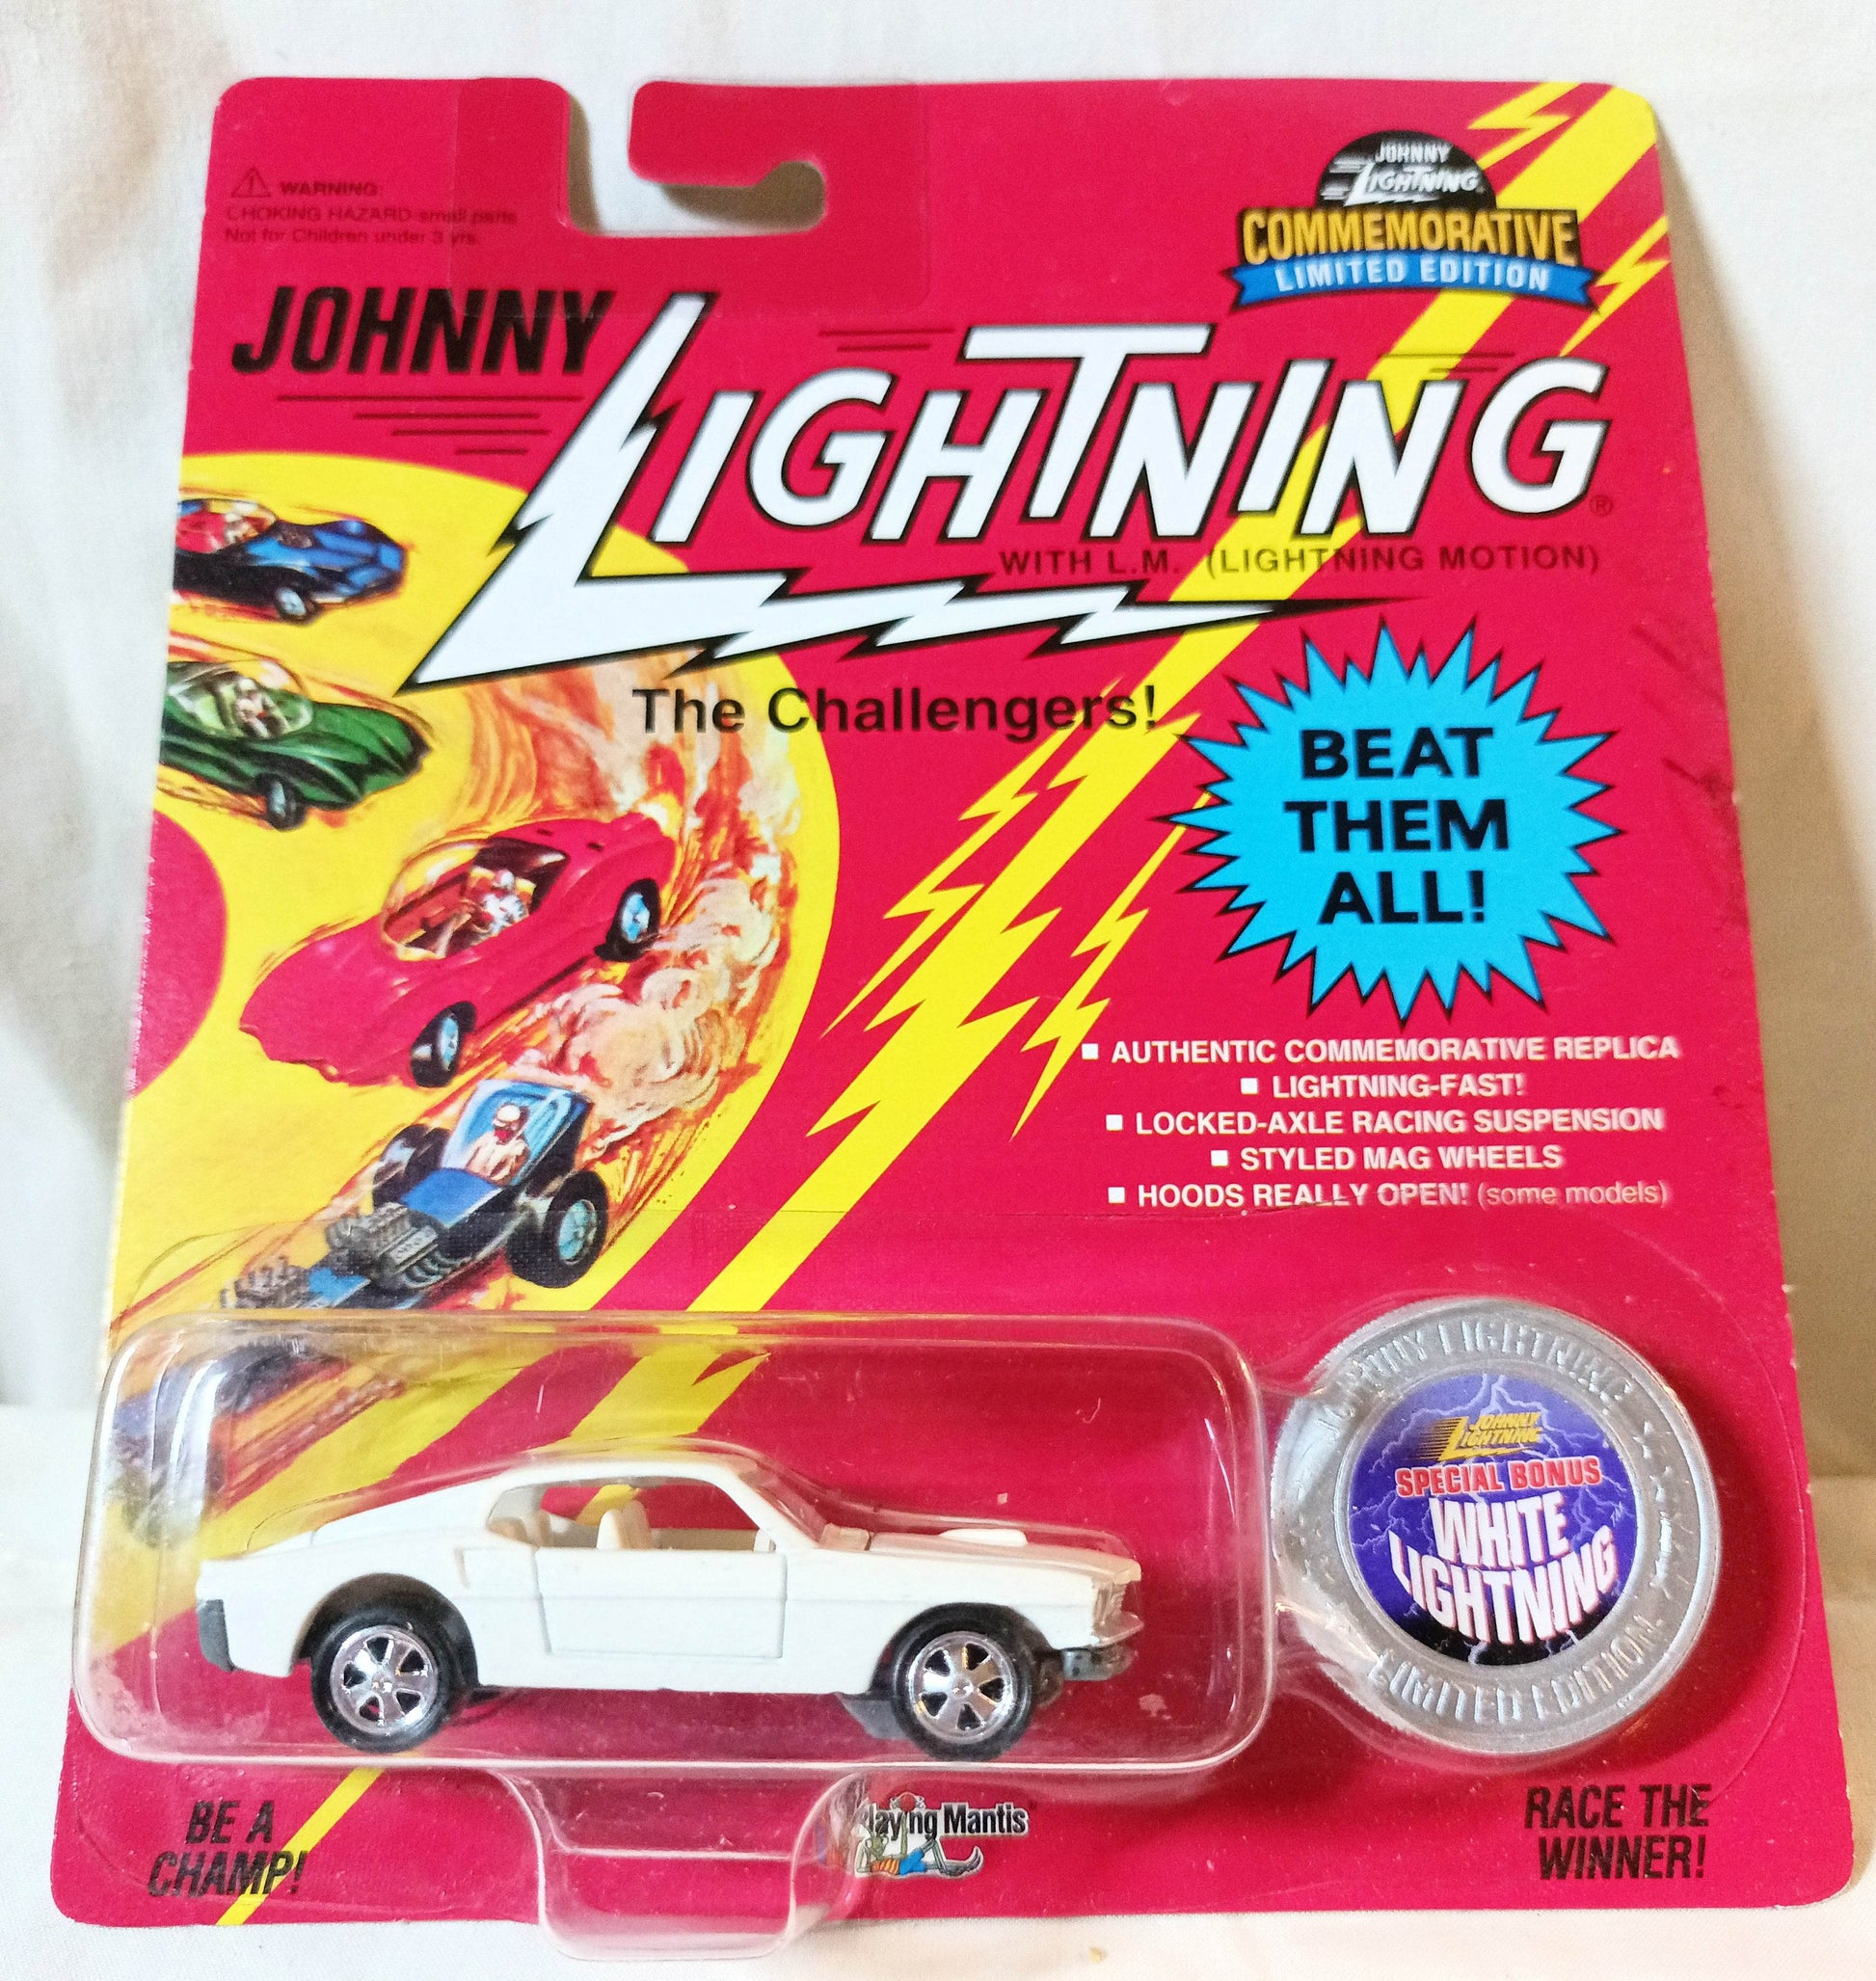 WARNING:
CHOKING HAZARD-small parts
Not for Children under 3 yrs.
JOHNNY
LIGHTNING
COMMEMORATIVE
LIMITED EDITION
JOHNNY
LIGHTNING®
WITH L.M. (LIGHTNING MOTION)
The Challengers!
BEAT
THEM
ALL!
▪ AUTHENTIC COMMEMORATIVE REPLICA
▪ LIGHTNING-FAST!
▪ LOCKED-AXLE RACING SUSPENSION
▪ STYLED MAG WHEELS
▪ HOODS REALLY OPEN! (some models)
JOHNNY LIGHTNING
JOHNNY
LIGHTNING
SPECIAL BONUS
WHITE
LIGHTNING
LIMITED EDITION
BE A
CHAMP!
Playing Mantis
RACE THE
WINNER!